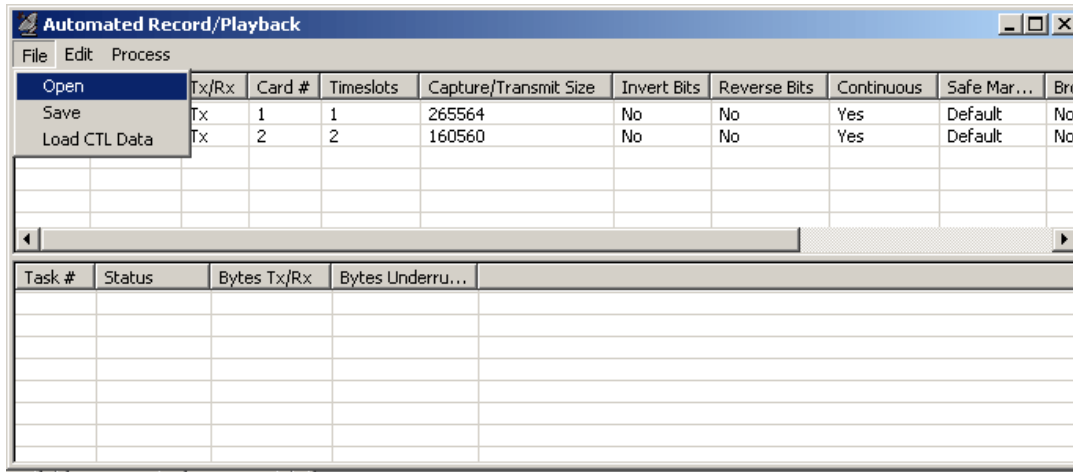 Automated Record/Playback
File Edit Process
Open
Save
Load CTL Data
Tx/Rx Card # Timeslots Capture/Transmit Size Invert Bits Reverse Bits Continuous Safe Mar...
Tx 1 1 265564 No No Yes Default No
Tx 2 2 160560 No No Yes Default No
Task # Status Bytes Tx/Rx Bytes Underru...